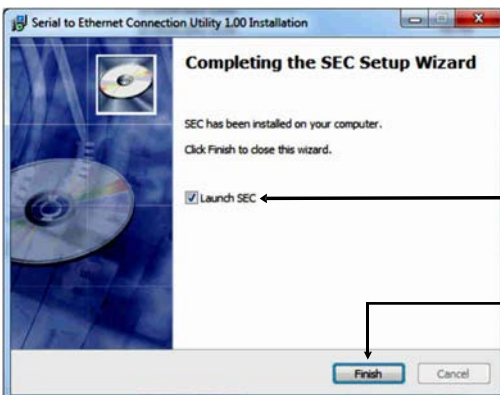 Serial to Ethernet Connection Utility 1.00 Installation
Completing the SEC Setup Wizard
SEC has been installed on your computer.
Click Finish to close this wizard.
Launch SEC
Finish
Cancel